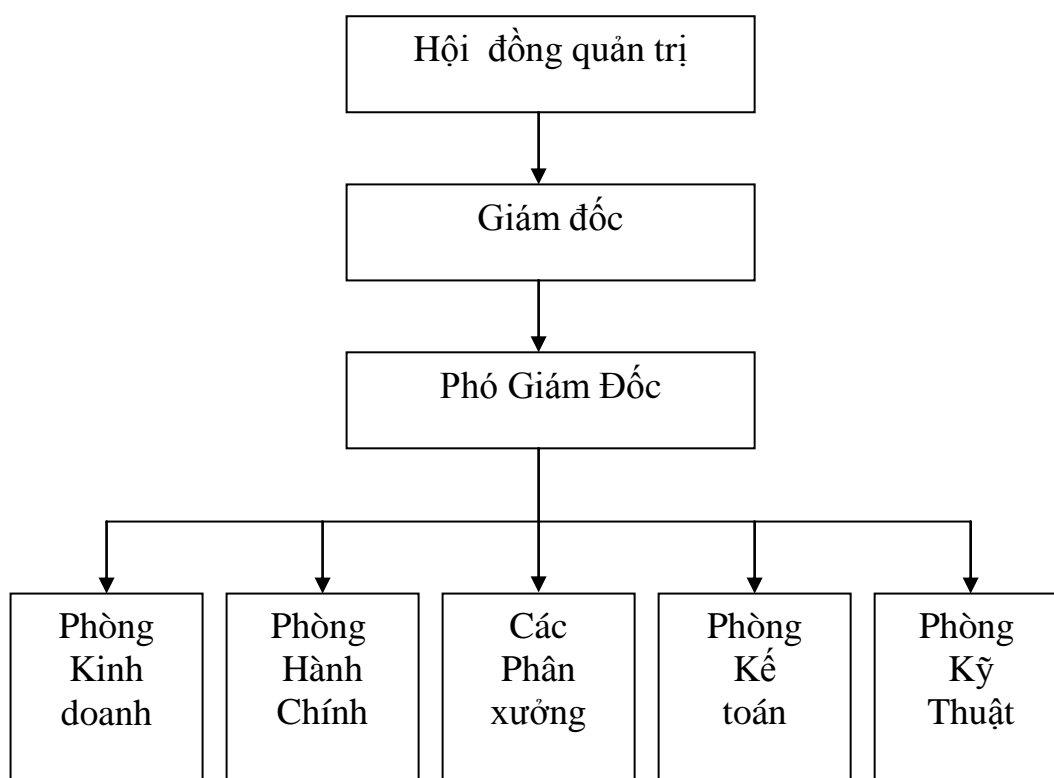 Hội đồng quản trị
Giám đốc
Phó Giám Đốc
Phòng
Kinh
doanh
Phòng
Hành
Chính
Các
Phân
xưởng
Phòng
Kế
toán
Phòng
Kỹ
Thuật